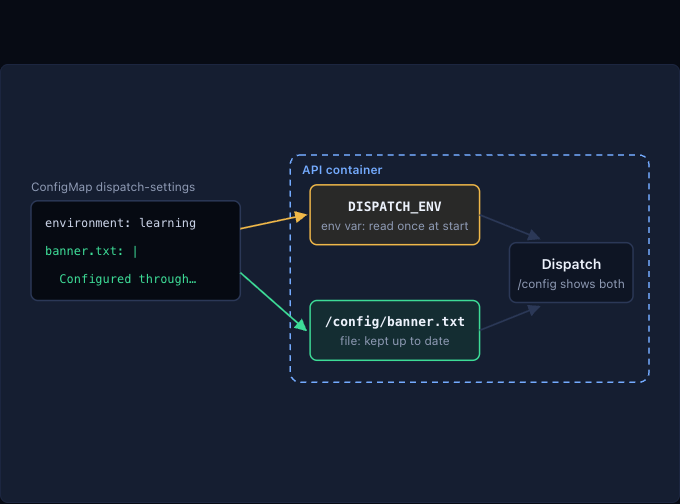 ConfigMap dispatch-settings
environment: learning
banner.txt: |
Configured through…
API container
DISPATCH_ENV
env var: read once at start
/config/banner.txt
file: kept up to date
Dispatch
/config shows both